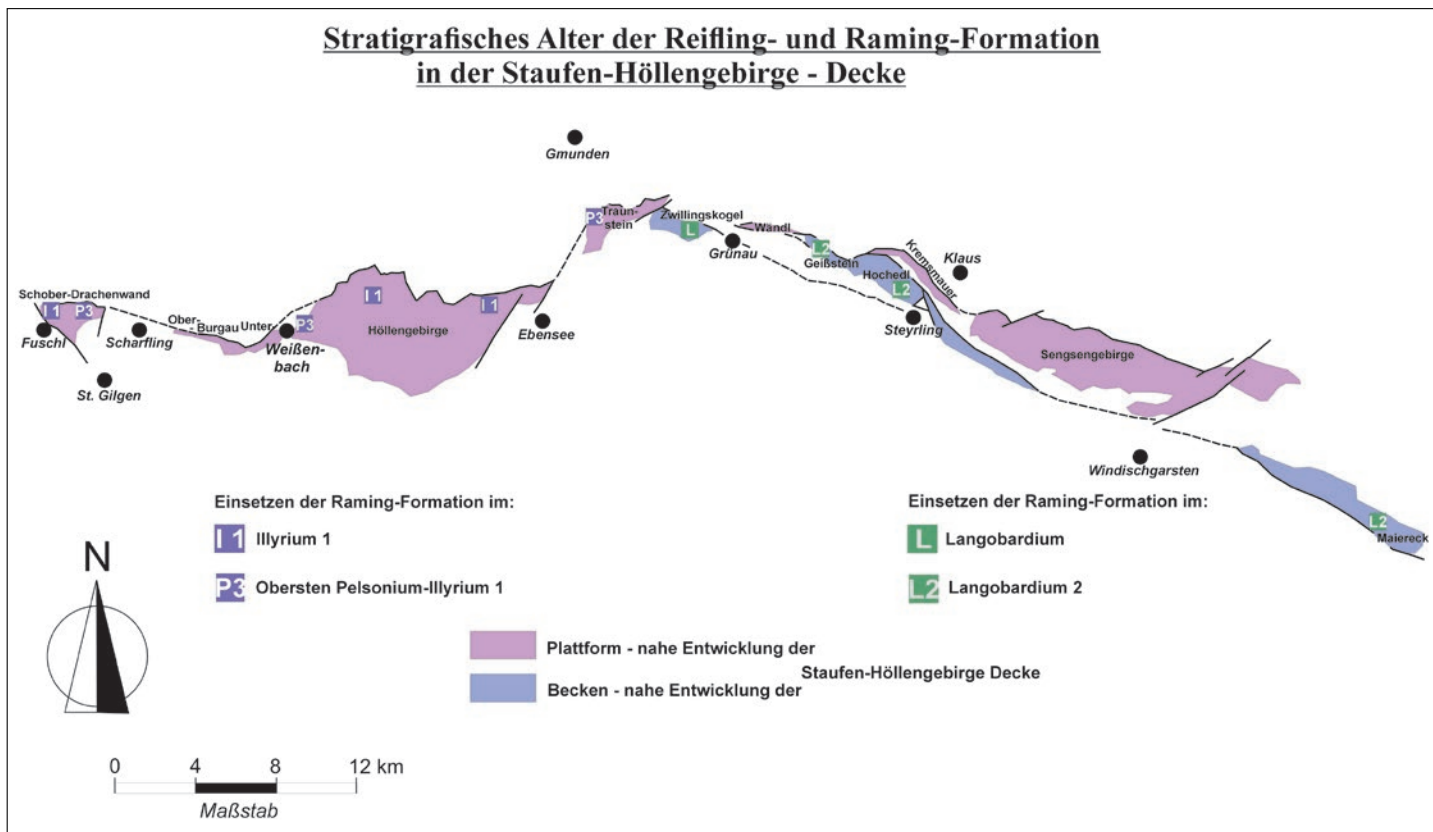 Stratigrafisches Alter der Reifling- und Raming-Formation
in der Staufen-Höllengebirge - Decke
Gmunden
P3
Traun-
stein
Zwillingskogel
L
Grünau
Wandl
L2
Geißstein
Hochedl
L2
Kremsmauer
Klaus
Steyrling
Sengsengebirge
Schober-Drachenwand
I 1
P3
Fuschl
Scharfling
St. Gilgen
Ober-
Burgau
Unter
Weißen-
bach
P3
I 1
Höllengebirge
I 1
Ebensee
Windischgarsten
L2
Maiereck
Einsetzen der Raming-Formation im:
I 1 Illyrium 1
P3 Obersten Pelsonium-Illyrium 1
Einsetzen der Raming-Formation im:
L Langobardium
L2 Langobardium 2
Plattform - nahe Entwicklung der
Staufen-Höllengebirge Decke
Becken - nahe Entwicklung der
N
0 4 8 12 km
Maßstab